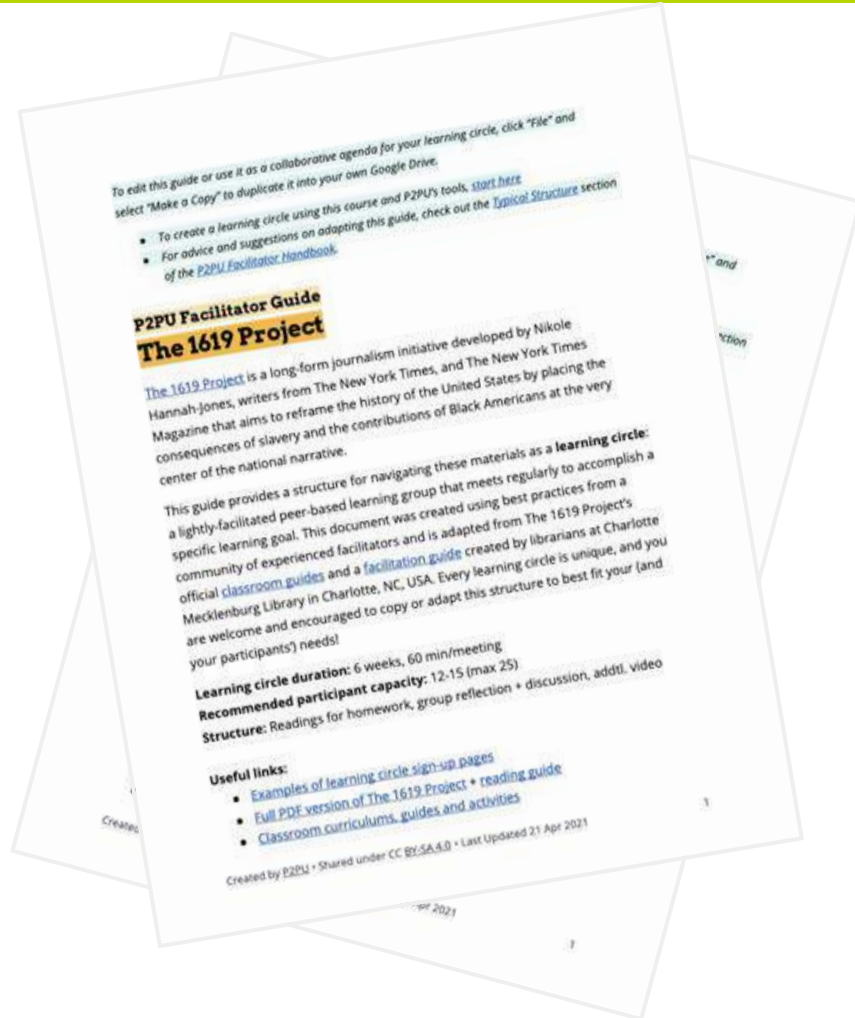 To edit this guide or use it as a collaborative agenda for your learning circle, click "File" and
select "Make a Copy" to duplicate it into your own Google Drive.
• To create a learning circle using this course and P2PU's tools, start here
• For advice and suggestions on adapting this guide, check out the Typical Structure section
of the P2PU Facilitator Handbook.
P2PU Facilitator Guide
The 1619 Project
The 1619 Project is a long-form journalism initiative developed by Nikole
Hannah-Jones, writers from The New York Times, and The New York Times
Magazine that aims to reframe the history of the United States by placing the
consequences of slavery and the contributions of Black Americans at the very
center of the national narrative.
This guide provides a structure for navigating these materials as a learning circle:
a lightly-facilitated peer-based learning group that meets regularly to accomplish a
specific learning goal. This document was created using best practices from a
community of experienced facilitators and is adapted from The 1619 Project's
official classroom guides and a facilitation guide created by librarians at Charlotte
Mecklenburg Library in Charlotte, NC, USA. Every learning circle is unique, and you
are welcome and encouraged to copy or adapt this structure to best fit your (and
your participants') needs!
Learning circle duration: 6 weeks, 60 min/meeting
Recommended participant capacity: 12-15 (max 25)
Structure: Readings for homework, group reflection + discussion, addtl. video
Useful links:
• Examples of learning circle sign-up pages
• Full PDF version of The 1619 Project + reading guide
• Classroom curriculums, guides and activities
Created by P2PU • Shared under CC BY-SA 4.0 • Last Updated 21 Apr 2021
1
and
2021
1